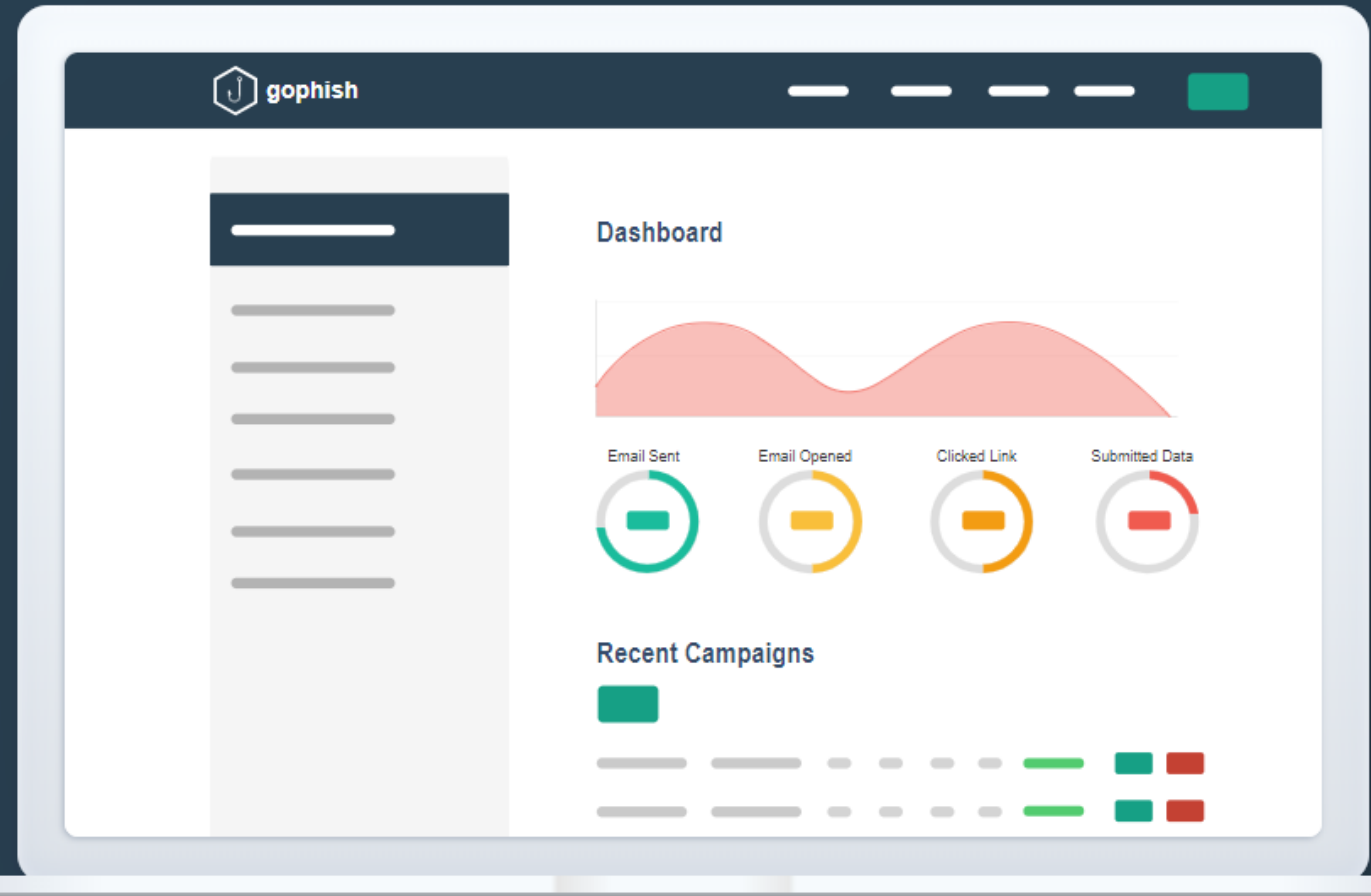 gophish
Dashboard
Email Sent
Email Opened
Clicked Link
Submitted Data
Recent Campaigns